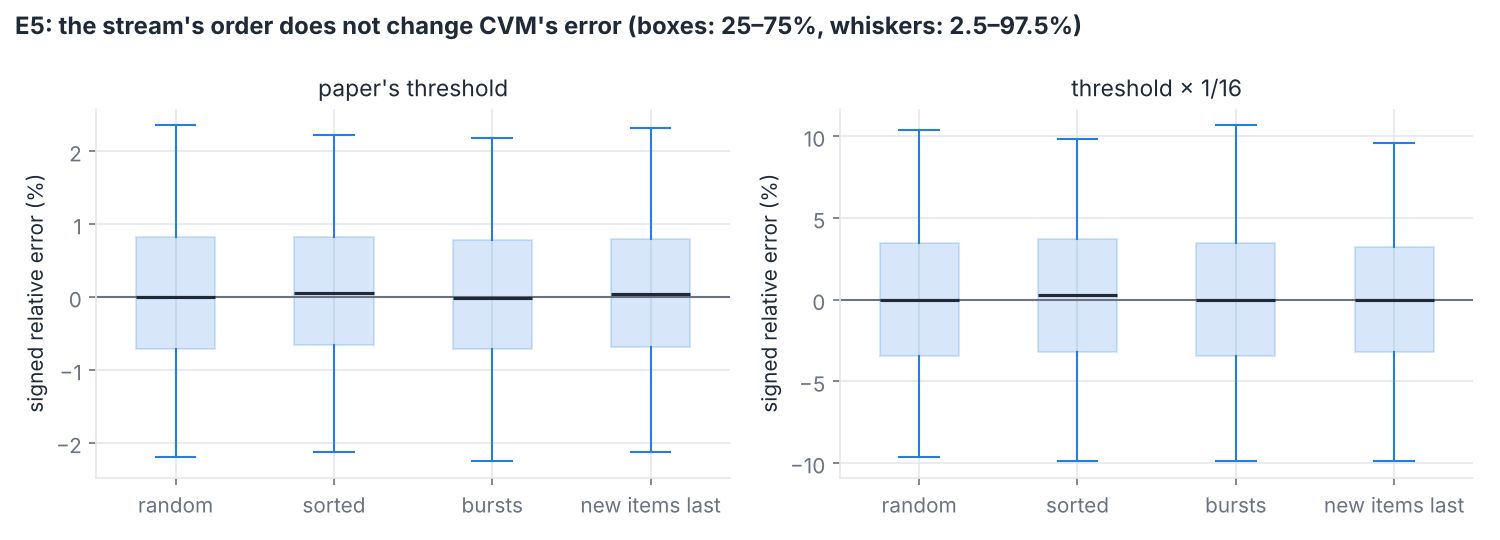 E5: the stream's order does not change CVM's error (boxes: 25–75%, whiskers: 2.5–97.5%)
paper's threshold
signed relative error (%)
2
1
0
−1
−2
random sorted bursts new items last
threshold × 1/16
signed relative error (%)
10
5
0
−5
−10
random sorted bursts new items last